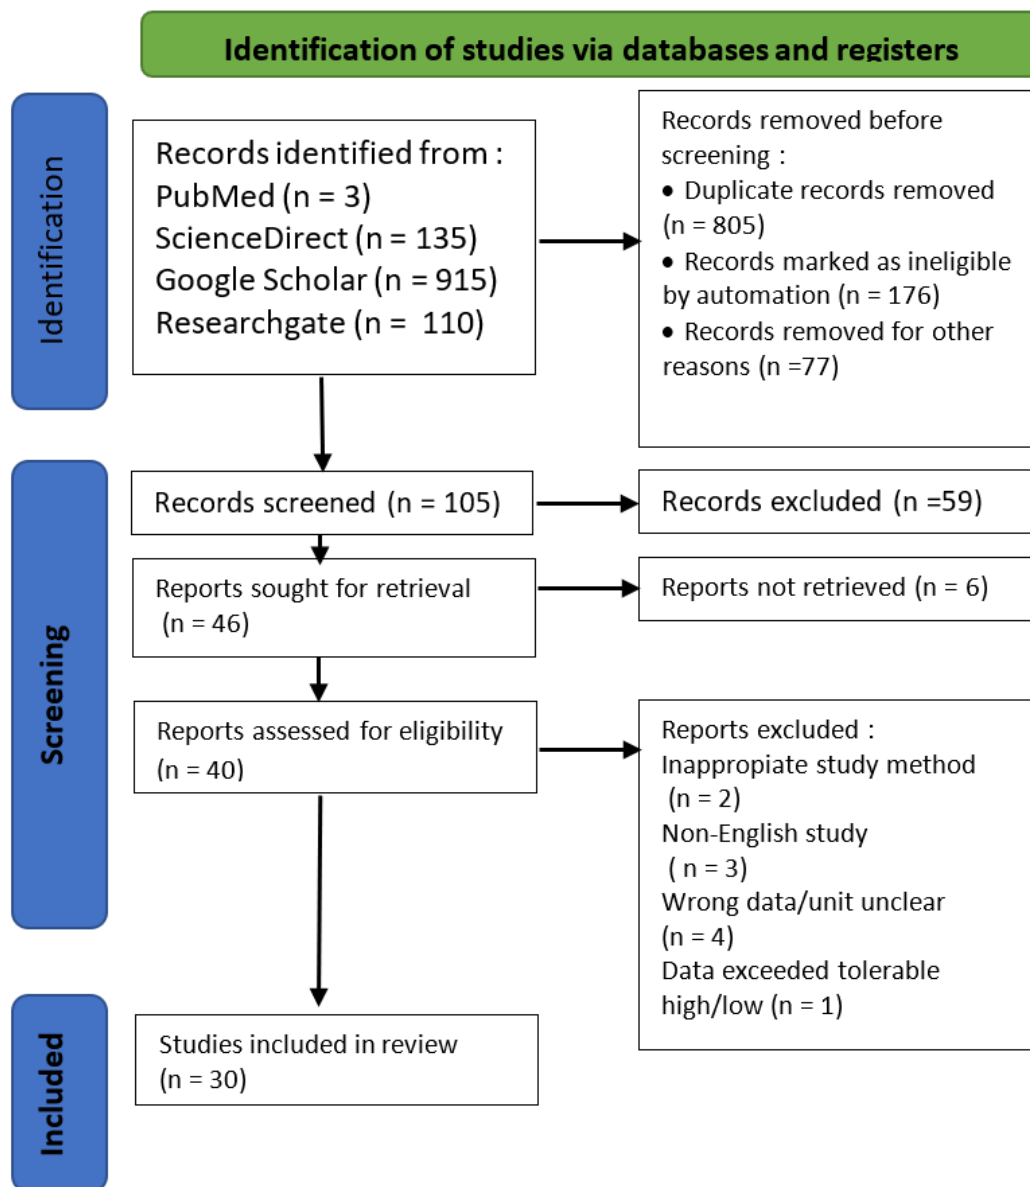 Identification of studies via databases and registers
Identification
Records identified from :
PubMed (n = 3)
ScienceDirect (n = 135)
Google Scholar (n = 915)
Researchgate (n =  110)
Records removed before
screening :
• Duplicate records removed
(n = 805)
• Records marked as ineligible
by automation (n = 176)
• Records removed for other
reasons (n =77)
Screening
Records screened (n = 105)
Records excluded (n =59)
Reports sought for retrieval
(n = 46)
Reports not retrieved (n = 6)
Reports assessed for eligibility
(n = 40)
Reports excluded :
Inappropiate study method
(n = 2)
Non-English study
( n = 3)
Wrong data/unit unclear
(n = 4)
Data exceeded tolerable
high/low (n = 1)
Included
Studies included in review
(n = 30)